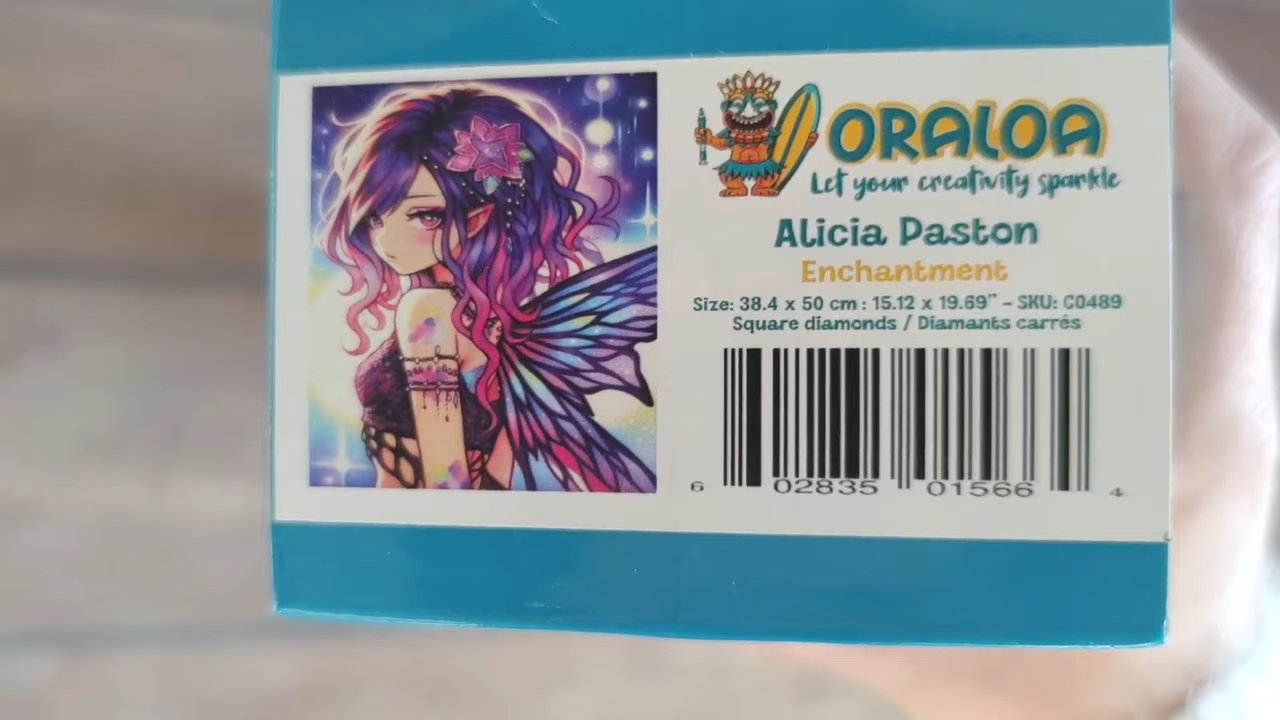 ORALOA
Let your creativity sparkle
Alicia Paston
Enchantment
Size: 38.4 x 50 cm : 15.12 x 19.69” – SKU: C0489
Square diamonds / Diamants carrés
6 02835 01566 4